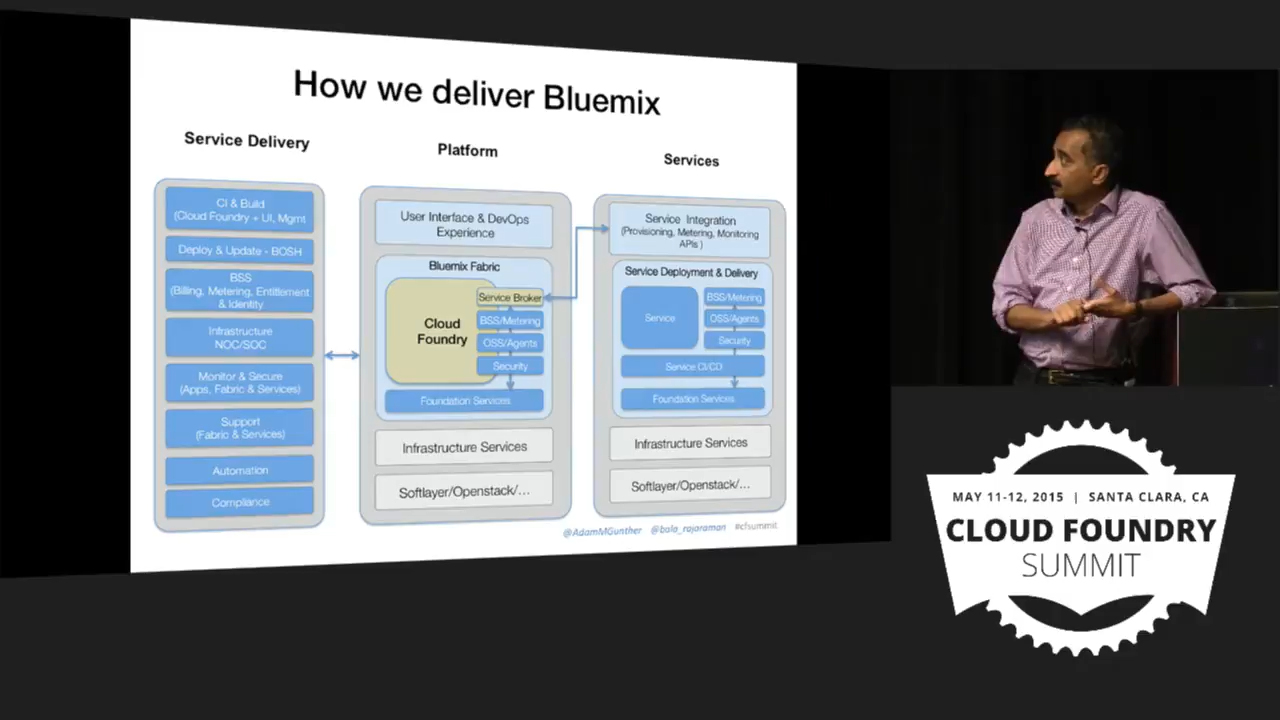 How we deliver Bluemix
Service Delivery
CI & Build
(Cloud Foundry + UI, Mgmt
Deploy & Update - BOSH
BSS
(Billing, Metering, Entitlement
& Identity
Infrastructure
NOC/SOC
Monitor & Secure
(Apps, Fabric & Services)
Support
(Fabric & Services)
Automation
Compliance
Platform
User Interface & DevOps
Experience
Bluemix Fabric
Cloud
Foundry
Service Broker
BSS/Metering
OSS/Agents
Security
Foundation Services
Infrastructure Services
Softlayer/Openstack/...
Services
Service Integration
(Provisioning, Metering, Monitoring
APIs )
Service Deployment & Delivery
Service
BSS/Metering
OSS/Agents
Security
Service CI/CD
Foundation Services
Infrastructure Services
Softlayer/Openstack/...
@AdamMGunther @bala_rajaraman #cfsummit
MAY 11-12, 2015 | SANTA CLARA, CA
CLOUD FOUNDRY
SUMMIT